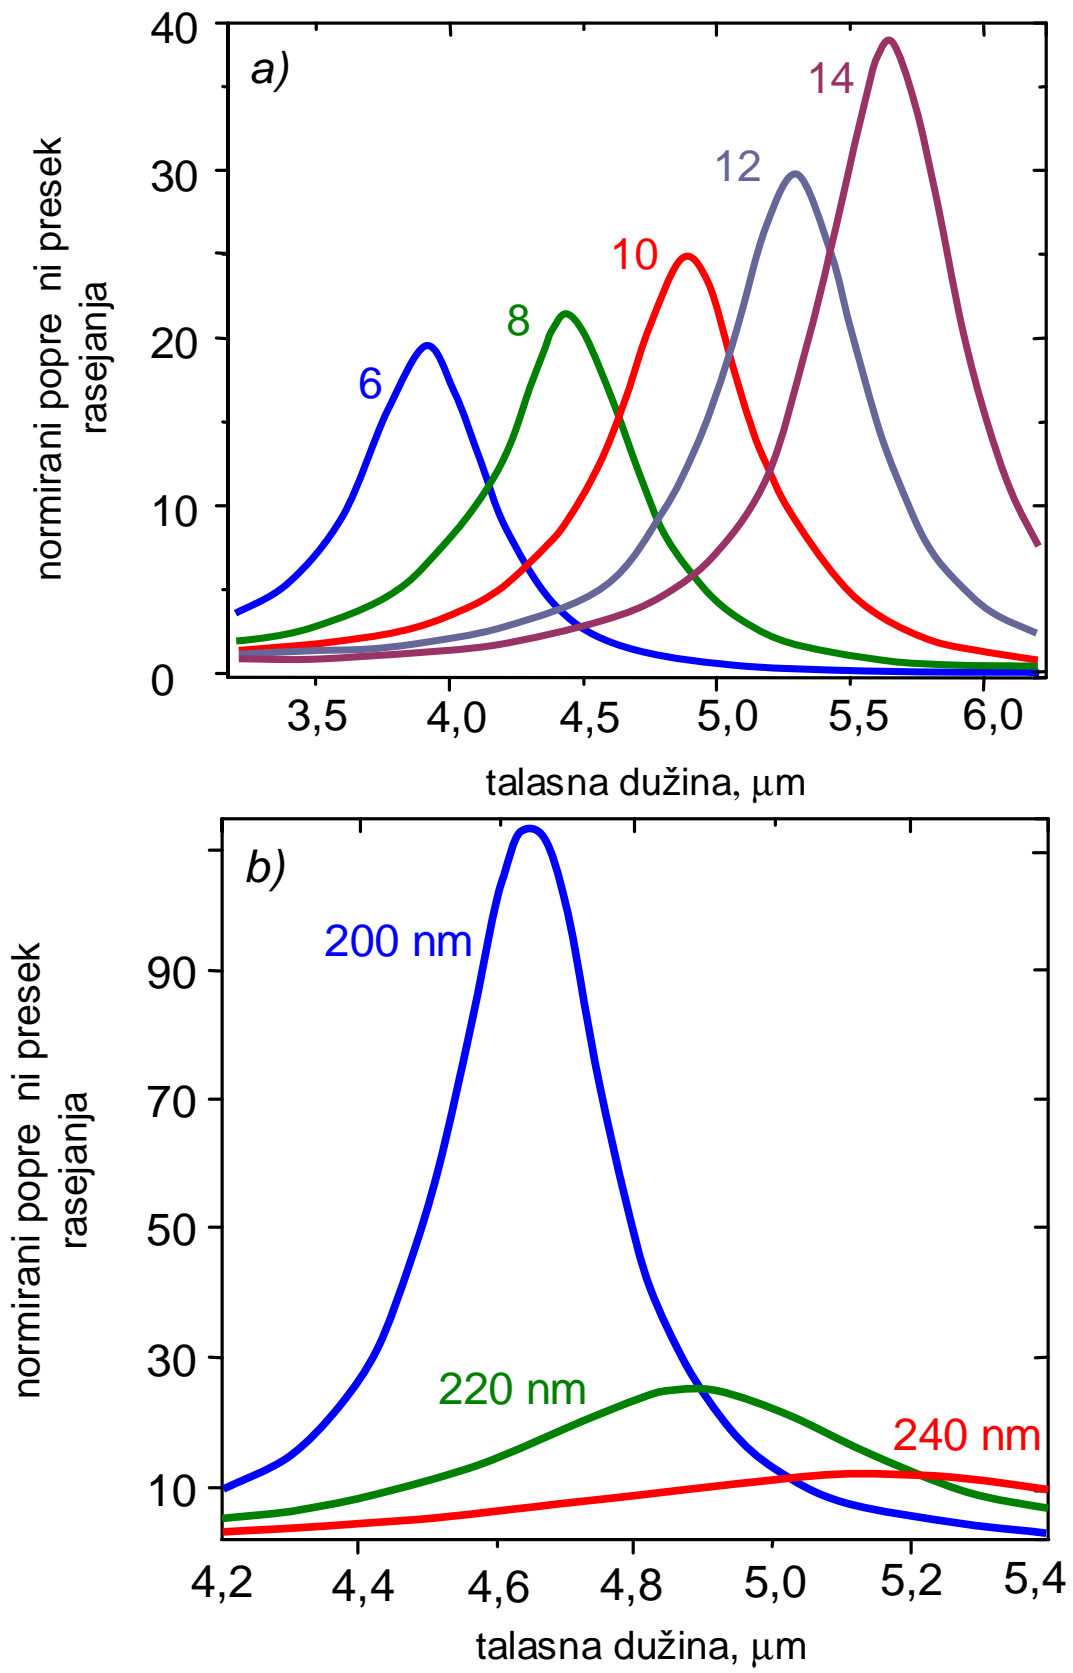 40
a)
14
12
30
10
8
20
6
10
0
normirani popre ni presek
rasejanja
3,5 4,0 4,5 5,0 5,5 6,0
talasna dužina, μm
b)
200 nm
90
70
50
30
220 nm
240 nm
10
normirani popre ni presek
rasejanja
4,2 4,4 4,6 4,8 5,0 5,2 5,4
talasna dužina, μm